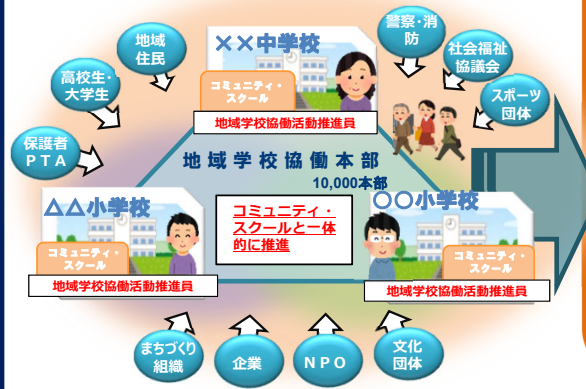 地域
住民
××中学校
警察・消
防
社会福祉
協議会
高校生・
大学生
コミュニティ・
スクール
スポーツ
団体
地域学校協働活動推進員
保護者
PTA
地域学校協働本部
10,000本部
△△小学校
コミュニティ・
スクールと一体
的に推進
〇〇小学校
コミュニティ・
スクール
コミュニティ・
スクール
地域学校協働活動推進員
地域学校協働活動推進員
まちづくり
組織
企業
NPO
文化
団体